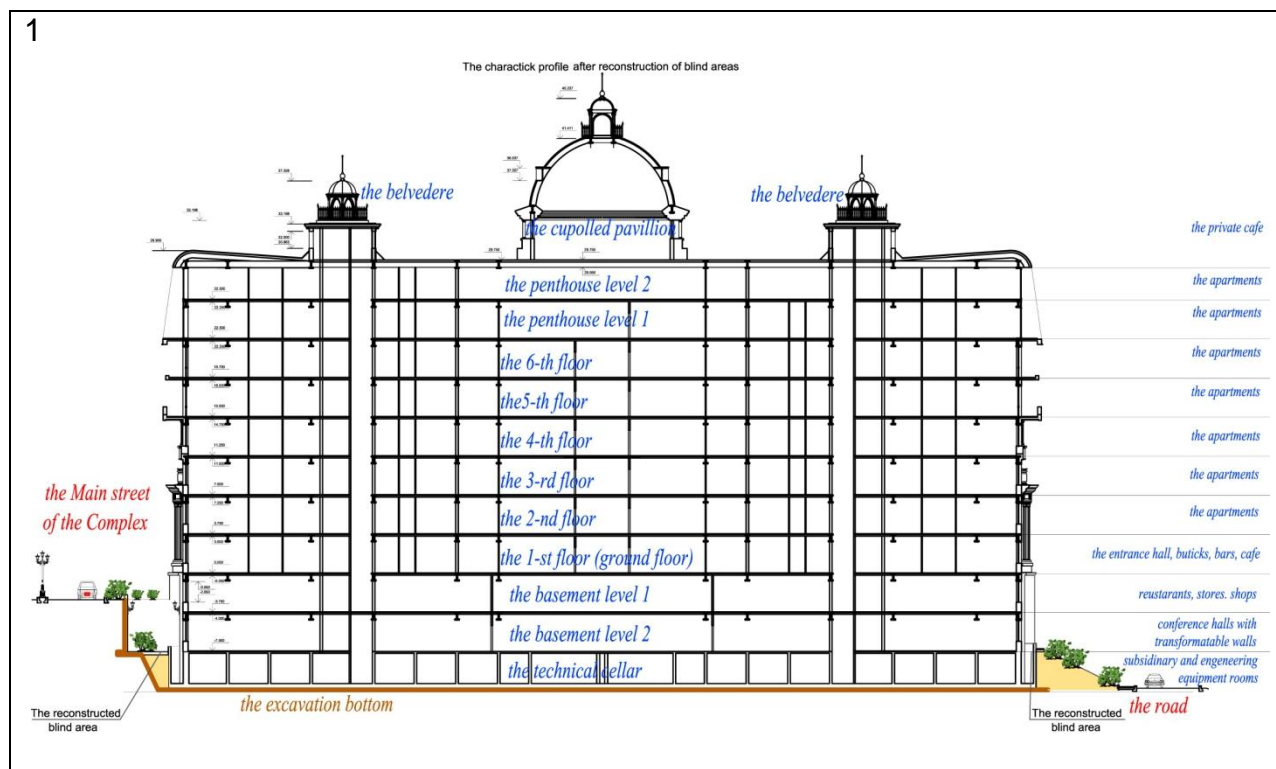 1
The charactick profile after reconstruction of blind areas
the belvedere
the belvedere
the cupolled pavillion
the private cafe
the penthouse level 2
the apartments
the penthouse level 1
the apartments
the 6-th floor
the apartments
the5-th floor
the apartments
the 4-th floor
the apartments
the 3-rd floor
the apartments
the Main street
of the Complex
the 2-nd floor
the apartments
the 1-st floor (ground floor)
the entrance hall, buticks, bars, cafe
the basement level 1
reustarants, stores. shops
the basement level 2
conference halls with
transformatable walls
the technical cellar
subsidinary and engeneering
equipment rooms
the excavation bottom
the road
The reconstructed
blind area
The reconstructed
blind area